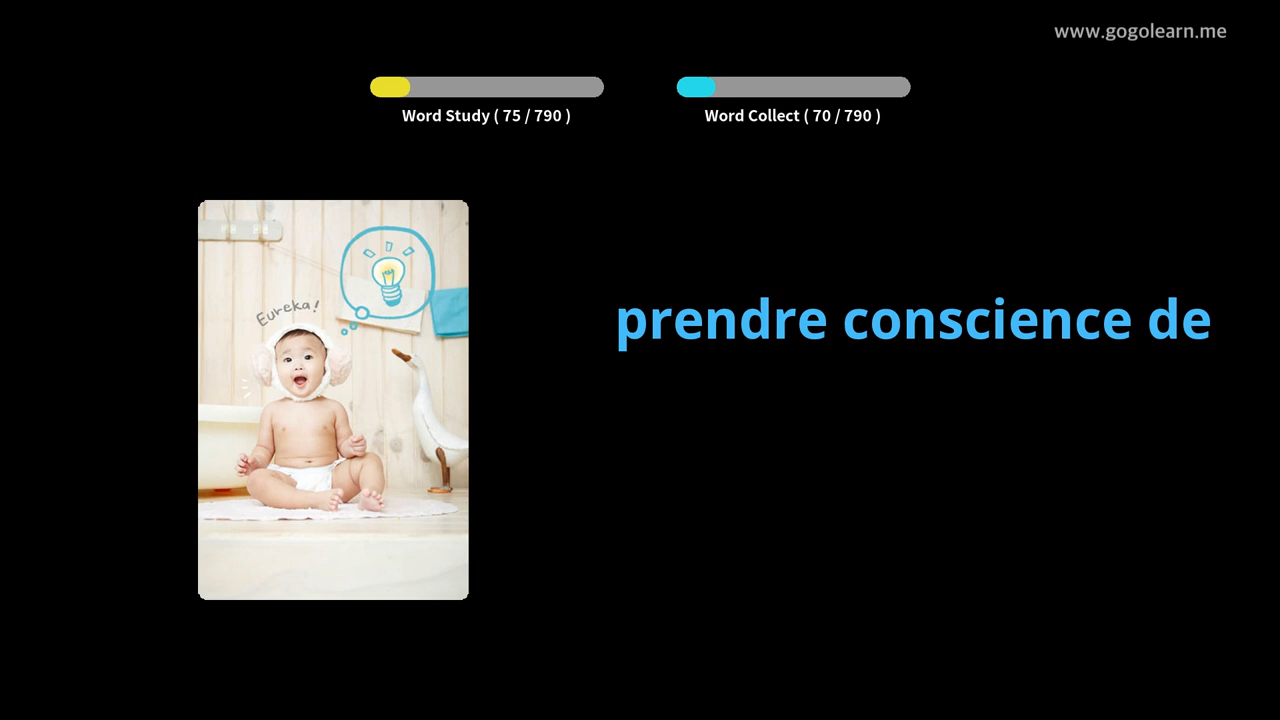 www.gogolearn.me
Word Study ( 75 / 790 )
Word Collect ( 70 / 790 )
Eureka!
prendre conscience de